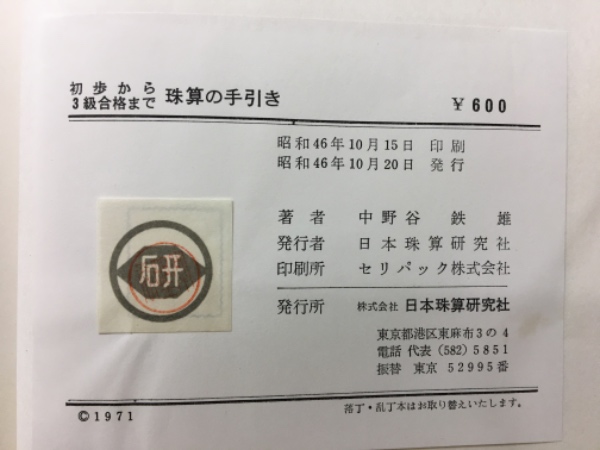 初歩から
3級合格まで 珠算の手引き ¥600
昭和46年10月15日 印刷
昭和46年10月20日 発行
著者 中野谷鉄雄
発行者 日本珠算研究社
印刷所 セリパック株式会社
発行所 株式会社 日本珠算研究社
東京都港区東麻布3の4
電話 代表(582)5851
振替 東京 52995番
研
©1971 落丁・乱丁本はお取り替えいたします。